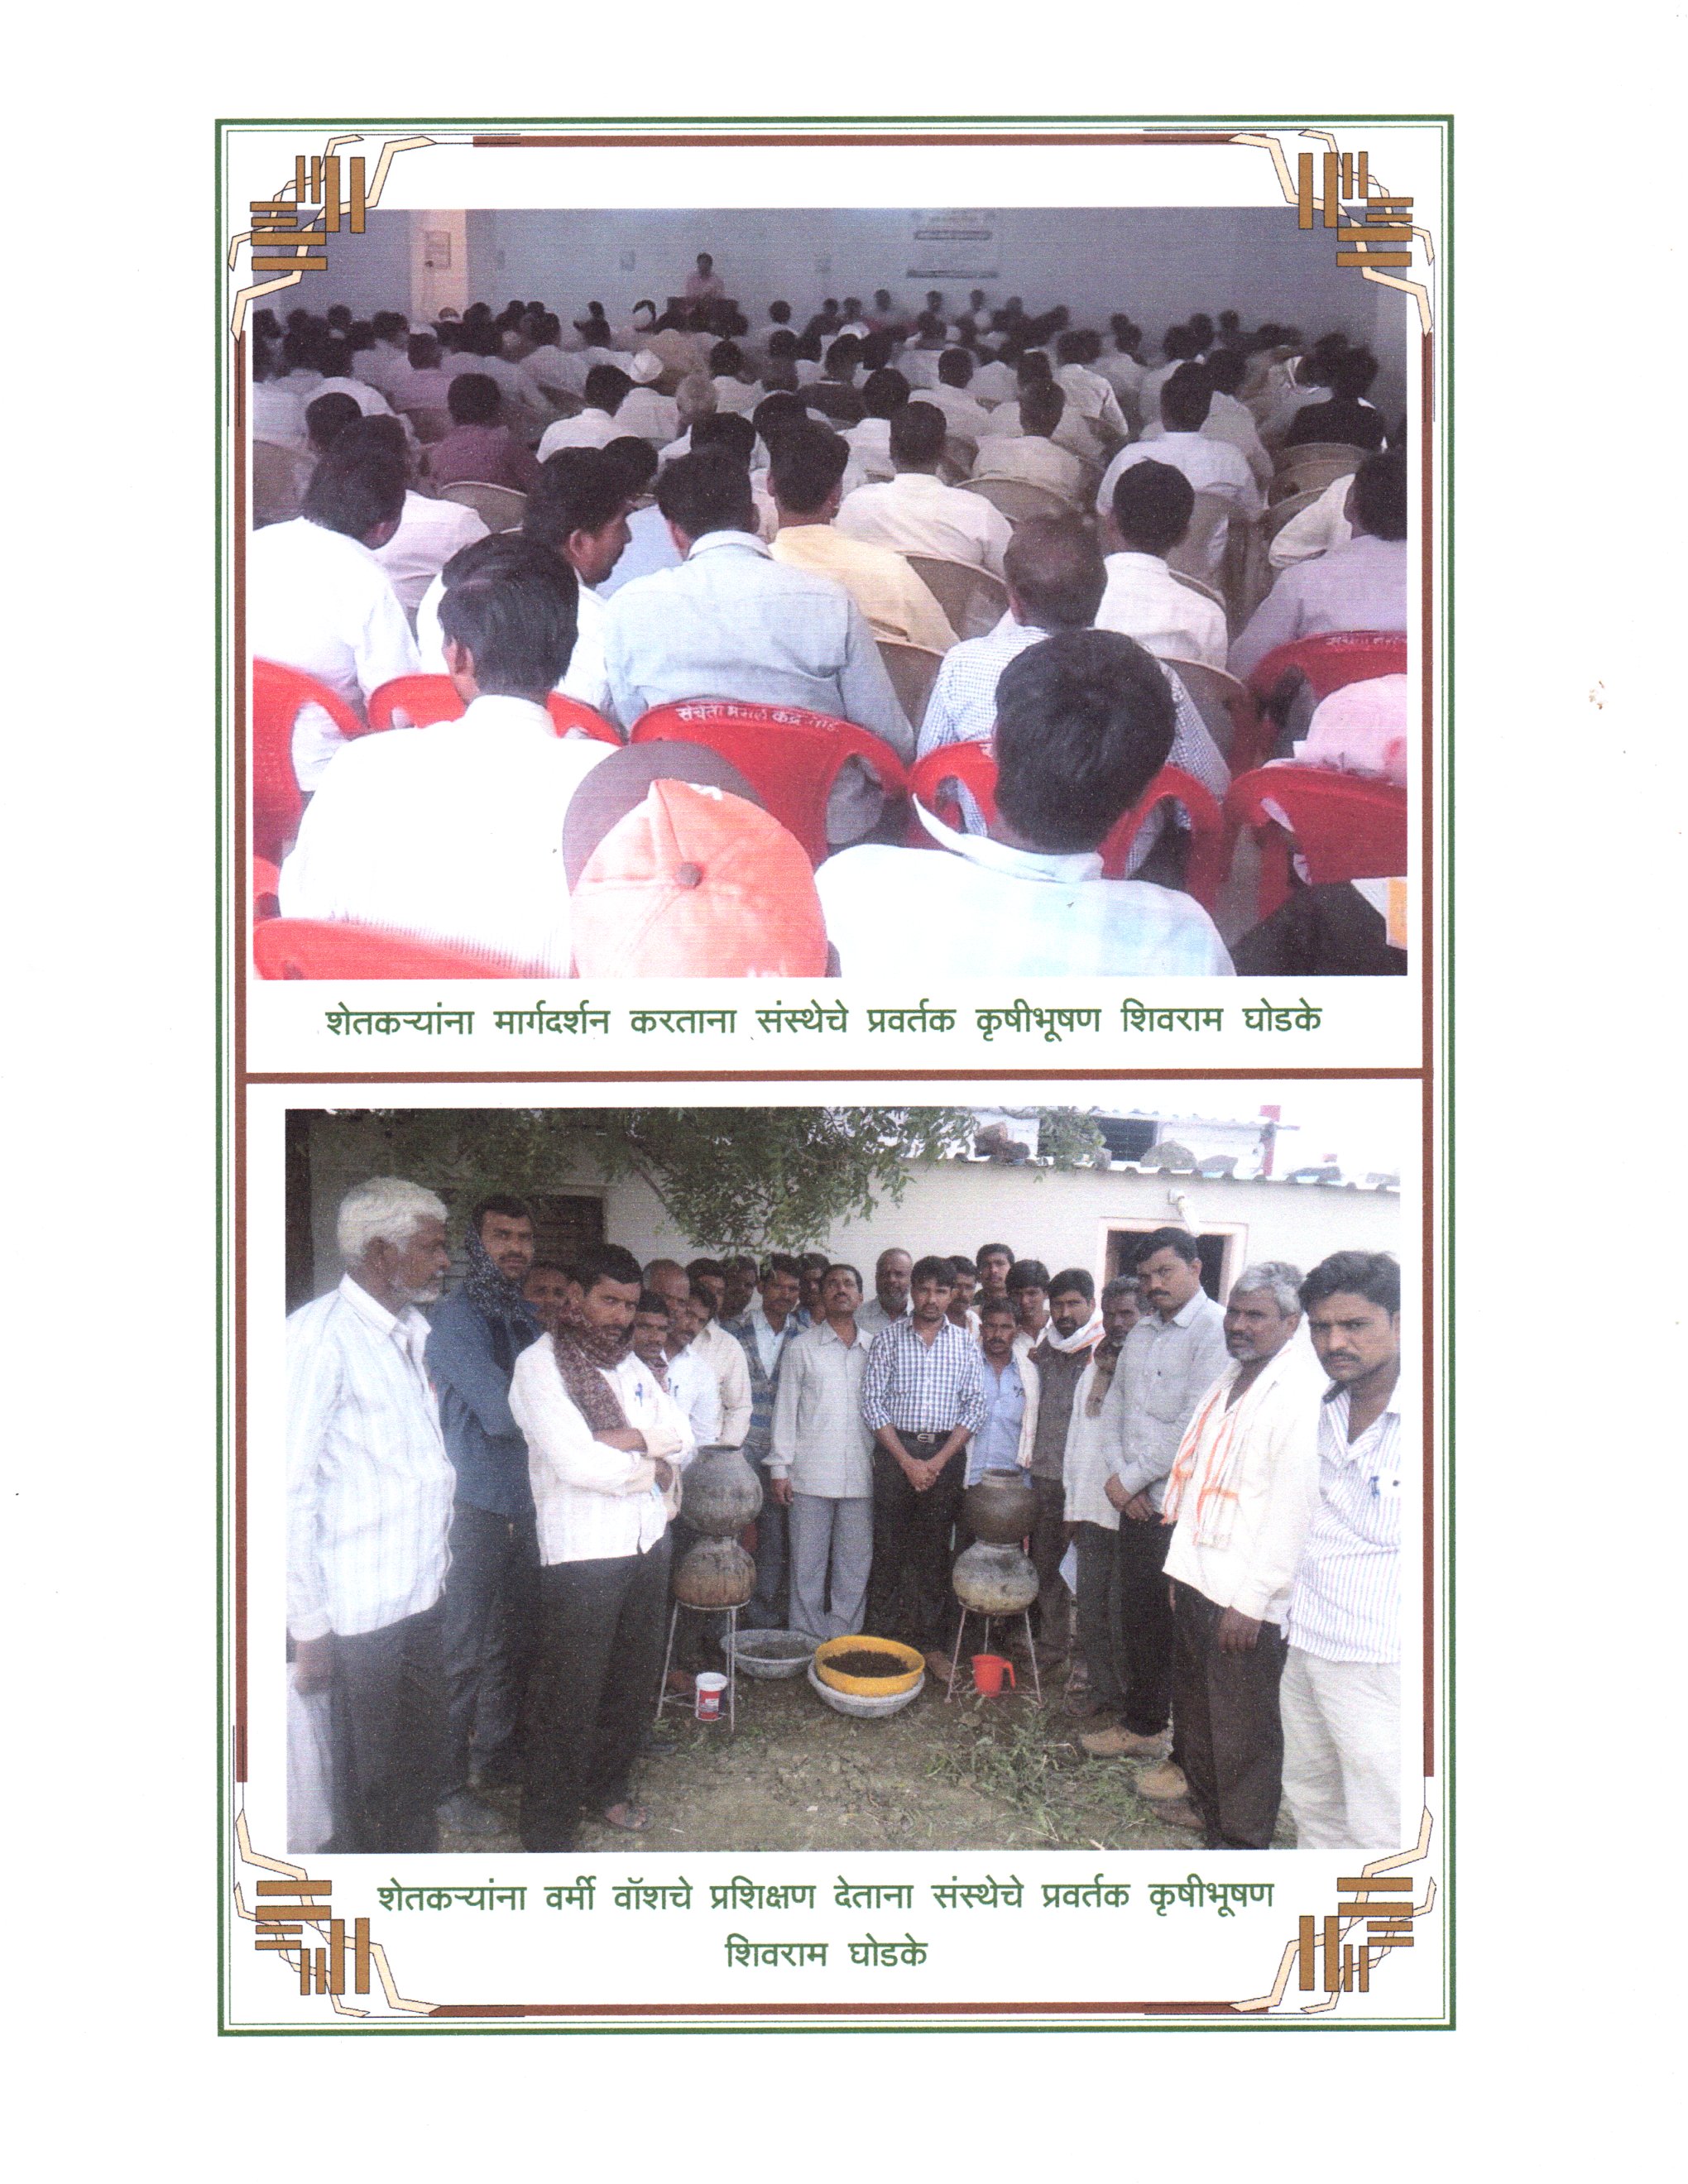 शेतकऱ्यांना मार्गदर्शन करताना संस्थेचे प्रवर्तक कृषीभूषण शिवराम घोडके
शेतकऱ्यांना वर्मी वॉशचे प्रशिक्षण देताना संस्थेचे प्रवर्तक कृषीभूषण
शिवराम घोडके